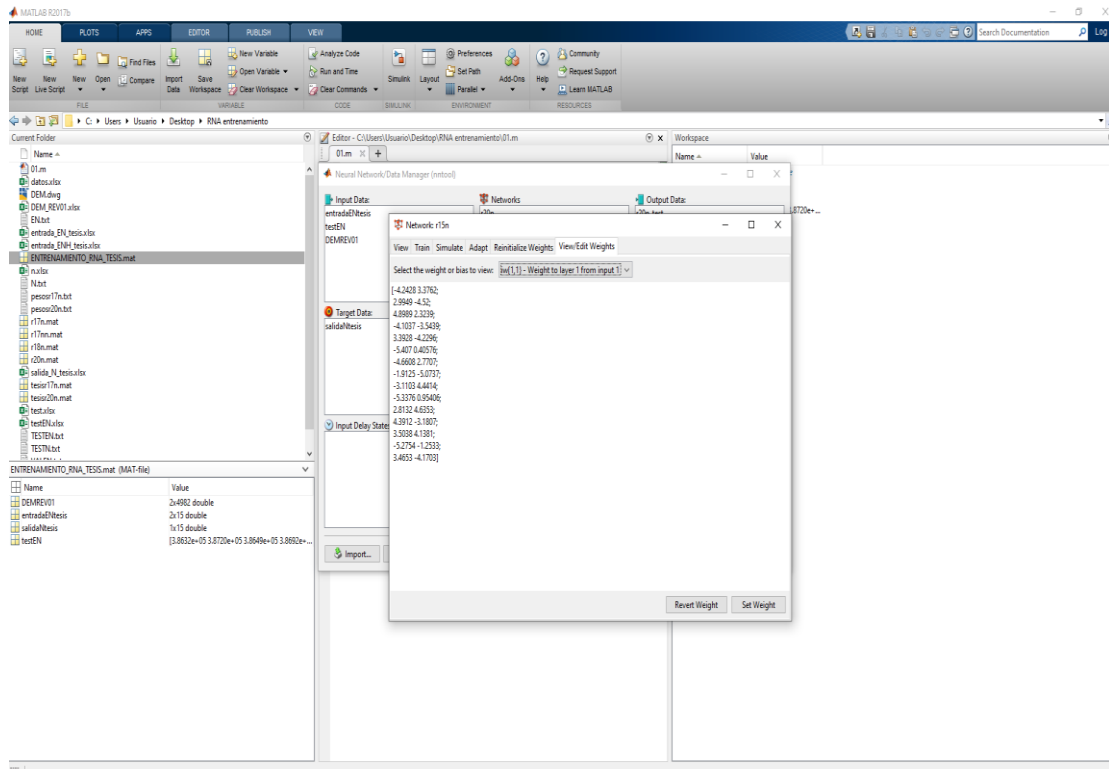 MATLAB R2017b
HOME PLOTS APPS EDITOR PUBLISH VIEW
Search Documentation Log
New Script
New Live Script
New
Open
Find Files
Compare
Import Data
Save Workspace
New Variable
Open Variable
Clear Workspace
Analyze Code
Run and Time
Clear Commands
Simulink
Layout
Preferences
Set Path
Parallel
Add-Ons
Help
Community
Request Support
Learn MATLAB
FILE VARIABLE CODE SIMULINK ENVIRONMENT RESOURCES
C: Users Usuario Desktop RNA entrenamiento
Current Folder
Name
01.m
datos.xlsx
DEM.dwg
DEM_REV01.xlsx
EN.txt
entrada_EN_tesis.xlsx
entrada_ENH_tesis.xlsx
ENTRENAMIENTO_RNA_TESIS.mat
n.xlsx
N.txt
pesosr17n.txt
pesosr20n.txt
r17n.mat
r17nn.mat
r18n.mat
r20n.mat
salida_N_tesis.xlsx
tesisr17n.mat
tesisr20n.mat
test.xlsx
testEN.xlsx
TESTEN.txt
TESTN.txt
ENTRENAMIENTO_RNA_TESIS.mat (MAT-file)
Name Value
DEMREV01 2x4982 double
entradaENtesis 2x15 double
salidaNtesis 1x15 double
testEN [3.8632e+05 3.8720e+05 3.8649e+05 3.8692e+...
Editor - C:\Users\Usuario\Desktop\RNA entrenamiento\01.m
01.m
Workspace
Name Value
.8720e+...
Neural Network/Data Manager (nntool)
Input Data:
entradaENtesis
testEN
DEMREV01
Networks
Output Data:
Target Data:
salidaNtesis
Input Delay States
Import...
Network: r15n
View Train Simulate Adapt Reinitialize Weights View/Edit Weights
Select the weight or bias to view: iw{1,1} - Weight to layer 1 from input 1
[-4.2428 3.3762;
2.9949 -4.52;
4.8989 2.3239;
-4.1037 -3.5439;
3.3928 -4.2296;
-5.407 0.40576;
-4.6608 2.7707;
-1.9125 -5.0737;
-3.1103 4.4414;
-5.3376 0.95406;
2.8132 4.6353;
4.3912 -3.1807;
3.5038 4.1381;
-5.2754 -1.2533;
3.4653 -4.1703]
Revert Weight Set Weight